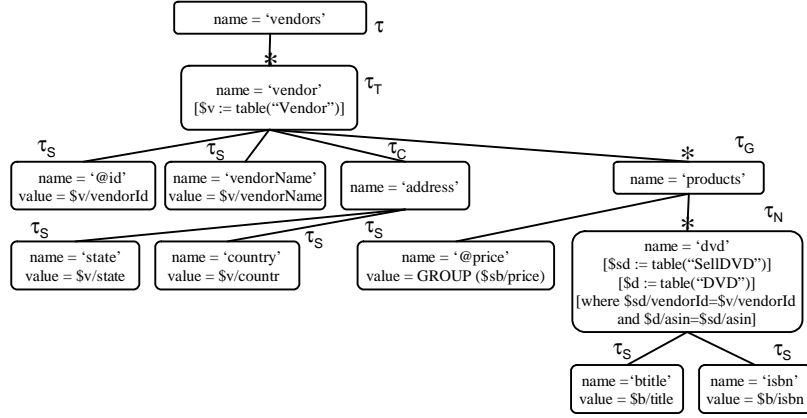 name = ‘vendors’
τ
*
name = ‘vendor’
[$v := table(“Vendor”)]
τT
τS
τS
τC
*
τG
name = ‘@id’
value = $v/vendorId
name = ‘vendorName’
value = $v/vendorName
name = ‘address’
name = ‘products’
τS
τS
τS
*
τN
name = ‘state’
value = $v/state
name = ‘country’
value = $v/countr
name = ‘@price’
value = GROUP ($sb/price)
name = ‘dvd’
[$sd := table(“SellDVD”)]
[$d := table(“DVD”)]
[where $sd/vendorId=$v/vendorId
and $d/asin=$sd/asin]
τS
τS
name =‘btitle’
value = $b/title
name = ‘isbn’
value = $b/isbn